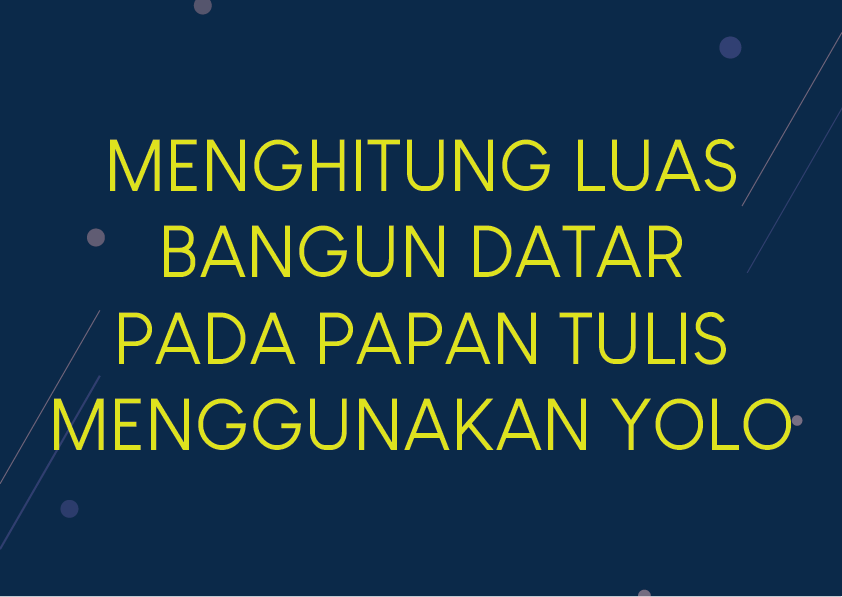 MENGHITUNG LUAS
BANGUN DATAR
PADA PAPAN TULIS
MENGGUNAKAN YOLO